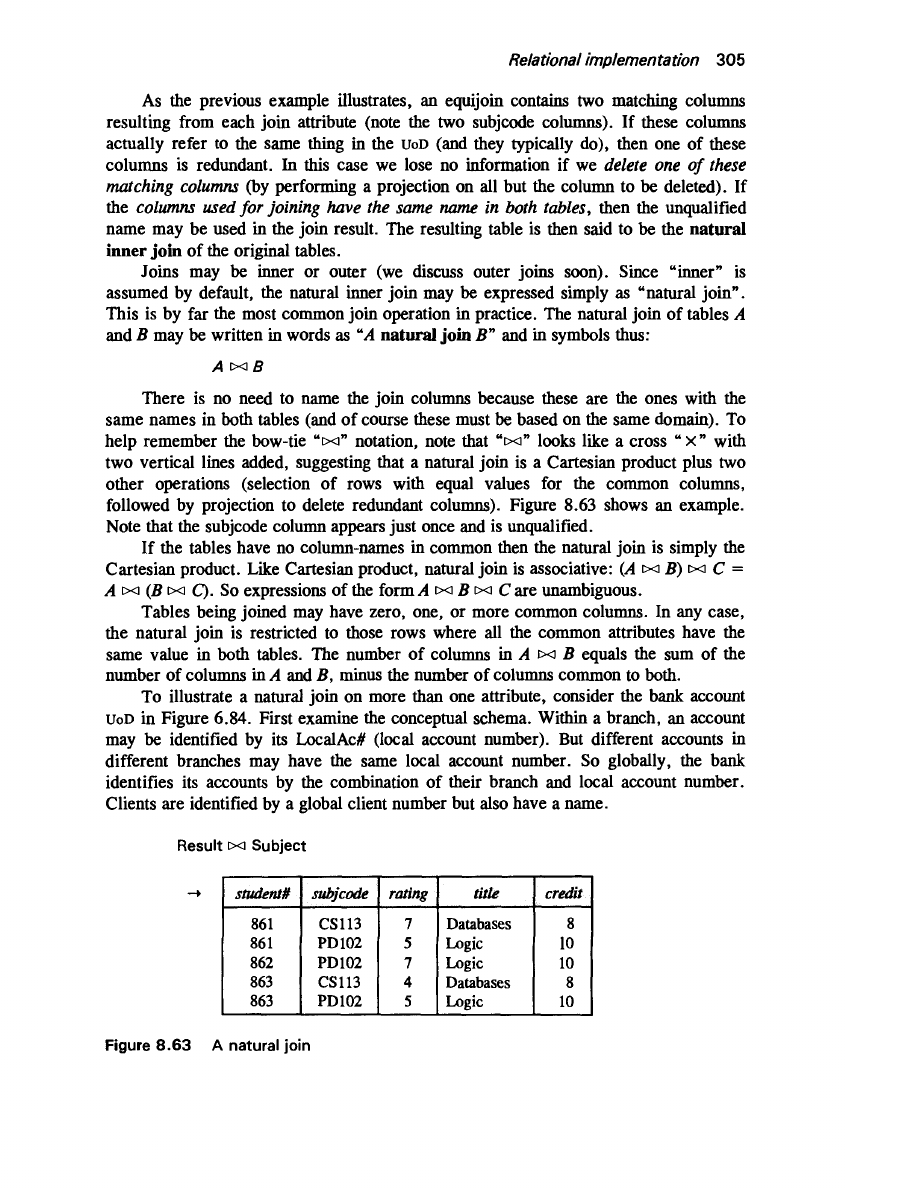 Relational implementation 305
As the previous example illustrates, an equijoin contains two matching columns
resulting from each join attribute (note the two subjcode columns). If these columns
actually refer to the same thing in the UoD (and they typically do), then one of these
columns is redundant. In this case we lose no information if we delete one of these
matching columns (by performing a projection on all but the column to be deleted). If
the columns used for joining have the same name in both tables, then the unqualified
name may be used in the join result. The resulting table is then said to be the natural
inner join of the original tables.
Joins may be inner or outer (we discuss outer joins soon). Since “inner” is
assumed by default, the natural inner join may be expressed simply as “natural join”.
This is by far the most common join operation in practice. The natural join of tables A
and B may be written in words as “A natural join B” and in symbols thus:
A ⋈ B
There is no need to name the join columns because these are the ones with the
same names in both tables (and of course these must be based on the same domain). To
help remember the bow-tie “⋈” notation, note that “⋈” looks like a cross “×” with
two vertical lines added, suggesting that a natural join is a Cartesian product plus two
other operations (selection of rows with equal values for the common columns,
followed by projection to delete redundant columns). Figure 8.63 shows an example.
Note that the subjcode column appears just once and is unqualified.
If the tables have no column-names in common then the natural join is simply the
Cartesian product. Like Cartesian product, natural join is associative: (A ⋈ B) ⋈ C =
A ⋈ (B ⋈ C). So expressions of the form A ⋈ B ⋈ C are unambiguous.
Tables being joined may have zero, one, or more common columns. In any case,
the natural join is restricted to those rows where all the common attributes have the
same value in both tables. The number of columns in A ⋈ B equals the sum of the
number of columns in A and B, minus the number of columns common to both.
To illustrate a natural join on more than one attribute, consider the bank account
UoD in Figure 6.84. First examine the conceptual schema. Within a branch, an account
may be identified by its LocalAc# (local account number). But different accounts in
different branches may have the same local account number. So globally, the bank
identifies its accounts by the combination of their branch and local account number.
Clients are identified by a global client number but also have a name.
Result ⋈ Subject
→ student# subjcode rating title credit
861 CS113 7 Databases 8
861 PD102 5 Logic 10
862 PD102 7 Logic 10
863 CS113 4 Databases 8
863 PD102 5 Logic 10
Figure 8.63 A natural join